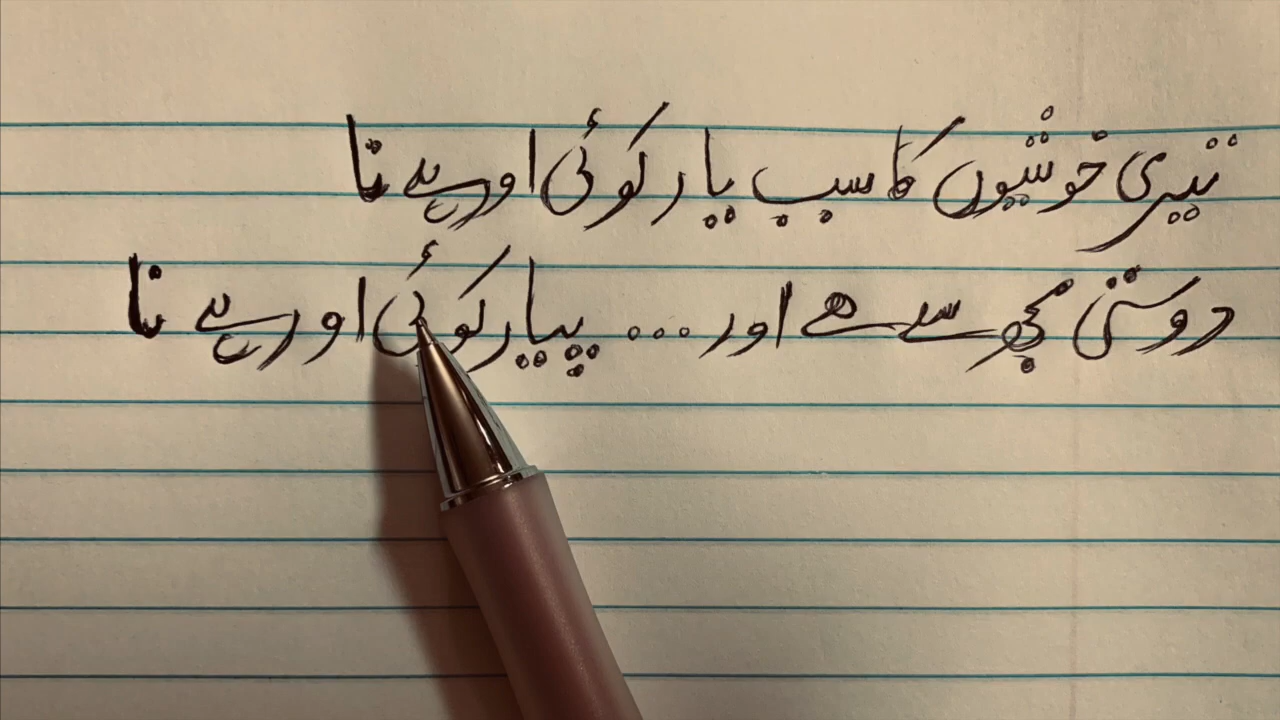 تیری خوشیوں کا سبب یار کوئی اور ہے نا
دوستی مجھ سے ہے اور ... پیار کوئی اور ہے نا